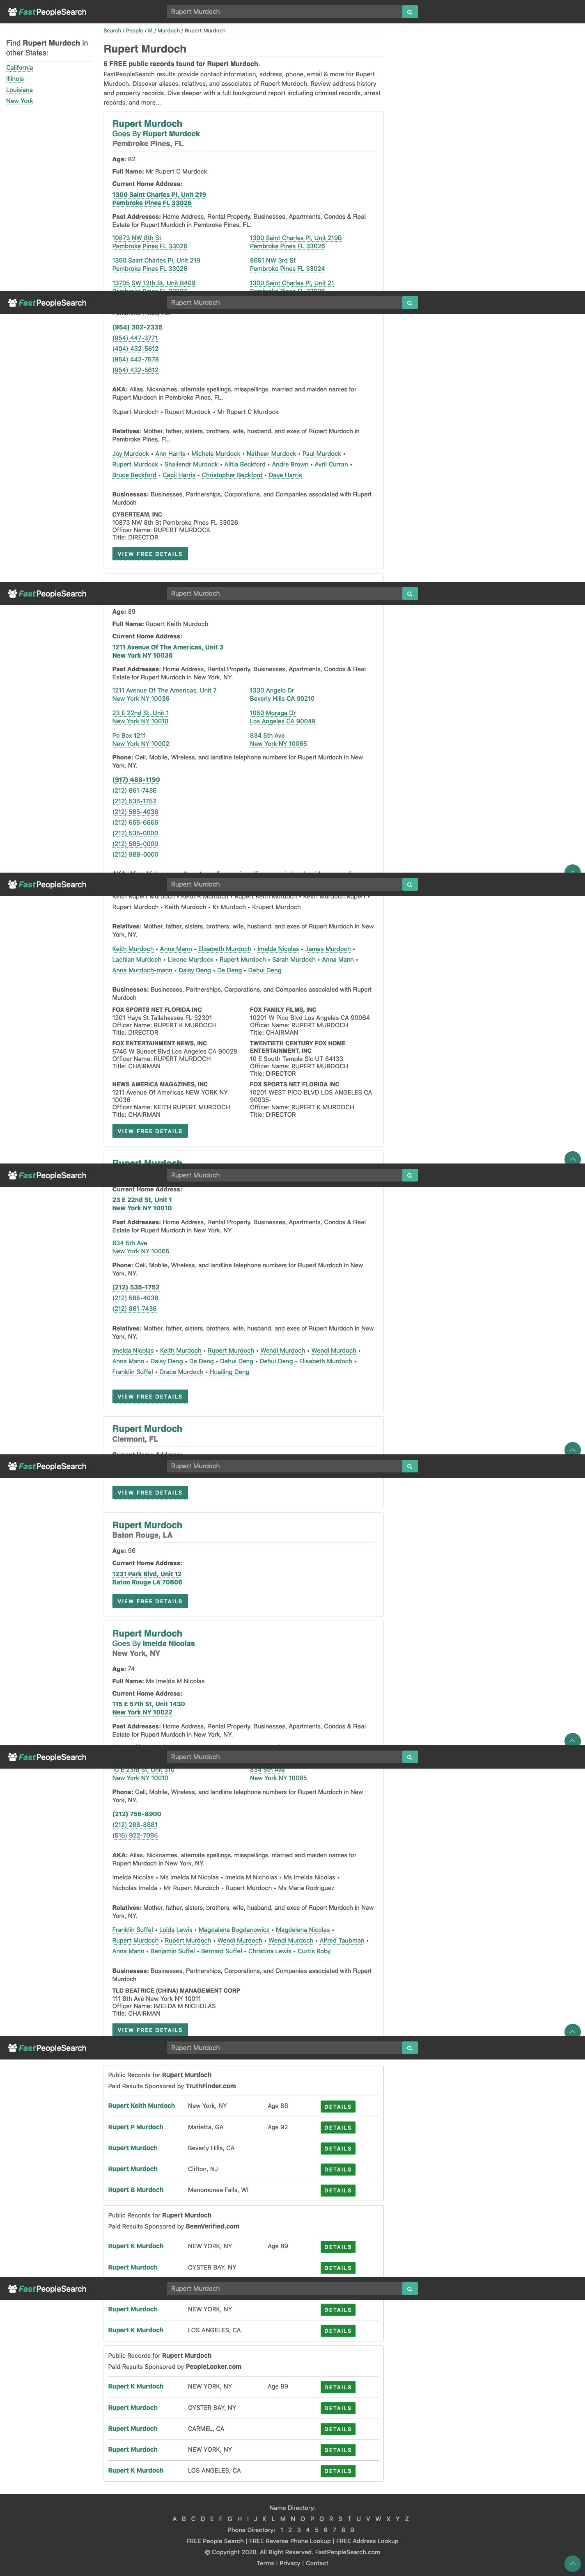 FastPeopleSearch
Rupert Murdoch
Search / People / M / Murdoch / Rupert Murdoch
Find Rupert Murdoch in
other States:
California
Illinois
Louisiana
New York
Rupert Murdoch
6 FREE public records found for Rupert Murdoch.
FastPeopleSearch results provide contact information, address, phone, email & more for Rupert
Murdoch. Discover aliases, relatives, and associates of Rupert Murdoch. Review address history
and property records. Dive deeper with a full background report including criminal records, arrest
records, and more...
Rupert Murdoch
Goes By Rupert Murdock
Pembroke Pines, FL
Age: 82
Full Name: Mr Rupert C Murdock
Current Home Address:
1300 Saint Charles Pl, Unit 219
Pembroke Pines FL 33026
Past Addresses: Home Address, Rental Property, Businesses, Apartments, Condos & Real
Estate for Rupert Murdoch in Pembroke Pines, FL.
10873 NW 8th St
Pembroke Pines FL 33026
1300 Saint Charles Pl, Unit 219B
Pembroke Pines FL 33026
1350 Saint Charles Pl, Unit 219
Pembroke Pines FL 33026
8651 NW 3rd St
Pembroke Pines FL 33024
13705 SW 12th St, Unit B409
1300 Saint Charles Pl, Unit 21
FastPeopleSearch
Rupert Murdoch
(954) 302-2335
(954) 447-3771
(404) 432-5612
(954) 442-7678
(954) 432-5612
AKA: Alias, Nicknames, alternate spellings, misspellings, married and maiden names for
Rupert Murdoch in Pembroke Pines, FL.
Rupert Murdoch • Rupert Murdock • Mr Rupert C Murdock
Relatives: Mother, father, sisters, brothers, wife, husband, and exes of Rupert Murdoch in
Pembroke Pines, FL.
Joy Murdock • Ann Harris • Michele Murdock • Natheer Murdock • Paul Murdock •
Rupert Murdock • Shailendr Murdock • Alitia Beckford • Andre Brown • Avril Curran •
Bruce Beckford • Cecil Harris • Christopher Beckford • Dave Harris
Businesses: Businesses, Partnerships, Corporations, and Companies associated with Rupert
Murdoch
CYBERTEAM, INC
10873 NW 8th St Pembroke Pines FL 33026
Officer Name: RUPERT MURDOCK
Title: DIRECTOR
VIEW FREE DETAILS
FastPeopleSearch
Rupert Murdoch
Age: 89
Full Name: Rupert Keith Murdoch
Current Home Address:
1211 Avenue Of The Americas, Unit 3
New York NY 10036
Past Addresses: Home Address, Rental Property, Businesses, Apartments, Condos & Real
Estate for Rupert Murdoch in New York, NY.
1211 Avenue Of The Americas, Unit 7
New York NY 10036
1330 Angelo Dr
Beverly Hills CA 90210
23 E 22nd St, Unit 1
New York NY 10010
1050 Moraga Dr
Los Angeles CA 90049
Po Box 1211
New York NY 10002
834 5th Ave
New York NY 10065
Phone: Cell, Mobile, Wireless, and landline telephone numbers for Rupert Murdoch in New
York, NY.
(917) 488-1190
(212) 861-7436
(212) 535-1752
(212) 585-4038
(212) 655-6665
(212) 535-0000
(212) 585-0000
(212) 988-0000
FastPeopleSearch
Rupert Murdoch
Rupert Murdoch • Keith Murdoch • Kr Murdoch • Krupert Murdoch
Relatives: Mother, father, sisters, brothers, wife, husband, and exes of Rupert Murdoch in New
York, NY.
Keith Murdoch • Anna Mann • Elisabeth Murdoch • Imelda Nicolas • James Murdoch •
Lachlan Murdoch • Lleone Murdock • Rupert Murdoch • Sarah Murdoch • Anna Mann •
Anna Murdoch-mann • Daisy Deng • De Deng • Dehui Deng
Businesses: Businesses, Partnerships, Corporations, and Companies associated with Rupert
Murdoch
FOX SPORTS NET FLORIDA INC
1201 Hays St Tallahassee FL 32301
Officer Name: RUPERT K MURDOCH
Title: DIRECTOR
FOX FAMILY FILMS, INC
10201 W Pico Blvd Los Angeles CA 90064
Officer Name: RUPERT MURDOCH
Title: CHAIRMAN
FOX ENTERTAINMENT NEWS, INC
5746 W Sunset Blvd Los Angeles CA 90028
Officer Name: RUPERT MURDOCH
Title: CHAIRMAN
TWENTIETH CENTURY FOX HOME
ENTERTAINMENT, INC
10 E South Temple Slc UT 84133
Officer Name: RUPERT MURDOCH
Title: DIRECTOR
NEWS AMERICA MAGAZINES, INC
1211 Avenue Of Americas NEW YORK NY
10036
Officer Name: KEITH RUPERT MURDOCH
Title: CHAIRMAN
FOX SPORTS NET FLORIDA INC
10201 WEST PICO BLVD LOS ANGELES CA
90035-
Officer Name: RUPERT K MURDOCH
Title: DIRECTOR
VIEW FREE DETAILS
Rupert Murdoch
FastPeopleSearch
Rupert Murdoch
Current Home Address:
23 E 22nd St, Unit 1
New York NY 10010
Past Addresses: Home Address, Rental Property, Businesses, Apartments, Condos & Real
Estate for Rupert Murdoch in New York, NY.
834 5th Ave
New York NY 10065
Phone: Cell, Mobile, Wireless, and landline telephone numbers for Rupert Murdoch in New
York, NY.
(212) 535-1752
(212) 585-4038
(212) 861-7436
Relatives: Mother, father, sisters, brothers, wife, husband, and exes of Rupert Murdoch in New
York, NY.
Imelda Nicolas • Keith Murdoch • Rupert Murdoch • Wendi Murdoch • Wendi Murdoch •
Anna Mann • Daisy Deng • De Deng • Dehui Deng • Dehui Deng • Elisabeth Murdoch •
Franklin Suffel • Grace Murdoch • Huailing Deng
VIEW FREE DETAILS
Rupert Murdoch
Clermont, FL
FastPeopleSearch
Rupert Murdoch
VIEW FREE DETAILS
Rupert Murdoch
Baton Rouge, LA
Age: 96
Current Home Address:
1231 Park Blvd, Unit 12
Baton Rouge LA 70806
VIEW FREE DETAILS
Rupert Murdoch
Goes By Imelda Nicolas
New York, NY
Age: 74
Full Name: Ms Imelda M Nicolas
Current Home Address:
115 E 57th St, Unit 1430
New York NY 10022
Past Addresses: Home Address, Rental Property, Businesses, Apartments, Condos & Real
Estate for Rupert Murdoch in New York, NY.
FastPeopleSearch
Rupert Murdoch
10 E 23rd St, Unit 310
New York NY 10010
834 5th Ave
New York NY 10065
Phone: Cell, Mobile, Wireless, and landline telephone numbers for Rupert Murdoch in New
York, NY.
(212) 756-8900
(212) 288-8881
(516) 922-7095
AKA: Alias, Nicknames, alternate spellings, misspellings, married and maiden names for
Rupert Murdoch in New York, NY.
Imelda Nicolas • Ms Imelda M Nicolas • Imelda M Nicholas • Ms Imelda Nicolas •
Nicholas Imelda • Mr Rupert Murdoch • Rupert Murdoch • Ms Maria Rodriguez
Relatives: Mother, father, sisters, brothers, wife, husband, and exes of Rupert Murdoch in New
York, NY.
Franklin Suffel • Loida Lewis • Magdalena Bogdanowicz • Magdelena Nicolas •
Rupert Murdoch • Rupert Murdoch • Wendi Murdoch • Wendi Murdoch • Alfred Taubman •
Anna Mann • Benjamin Suffel • Bernard Suffel • Christina Lewis • Curtis Roby
Businesses: Businesses, Partnerships, Corporations, and Companies associated with Rupert
Murdoch
TLC BEATRICE (CHINA) MANAGEMENT CORP
111 8th Ave New York NY 10011
Officer Name: IMELDA M NICHOLAS
Title: CHAIRMAN
VIEW FREE DETAILS
FastPeopleSearch
Rupert Murdoch
Public Records for Rupert Murdoch
Paid Results Sponsored by TruthFinder.com
Rupert Keith Murdoch New York, NY Age 88 DETAILS
Rupert P Murdoch Marietta, GA Age 92 DETAILS
Rupert Murdoch Beverly Hills, CA DETAILS
Rupert Murdoch Clifton, NJ DETAILS
Rupert B Murdoch Menomonee Falls, WI DETAILS
Public Records for Rupert Murdoch
Paid Results Sponsored by BeenVerified.com
Rupert K Murdoch NEW YORK, NY Age 89 DETAILS
Rupert Murdoch OYSTER BAY, NY DETAILS
FastPeopleSearch
Rupert Murdoch
Rupert Murdoch NEW YORK, NY DETAILS
Rupert K Murdoch LOS ANGELES, CA DETAILS
Public Records for Rupert Murdoch
Paid Results Sponsored by PeopleLooker.com
Rupert K Murdoch NEW YORK, NY Age 89 DETAILS
Rupert Murdoch OYSTER BAY, NY DETAILS
Rupert Murdoch CARMEL, CA DETAILS
Rupert Murdoch NEW YORK, NY DETAILS
Rupert K Murdoch LOS ANGELES, CA DETAILS
Name Directory:
A B C D E F G H I J K L M N O P Q R S T U V W X Y Z
Phone Directory: 1 2 3 4 5 6 7 8 9
FREE People Search | FREE Reverse Phone Lookup | FREE Address Lookup
© Copyright 2020. All Right Reserved. FastPeopleSearch.com
Terms | Privacy | Contact